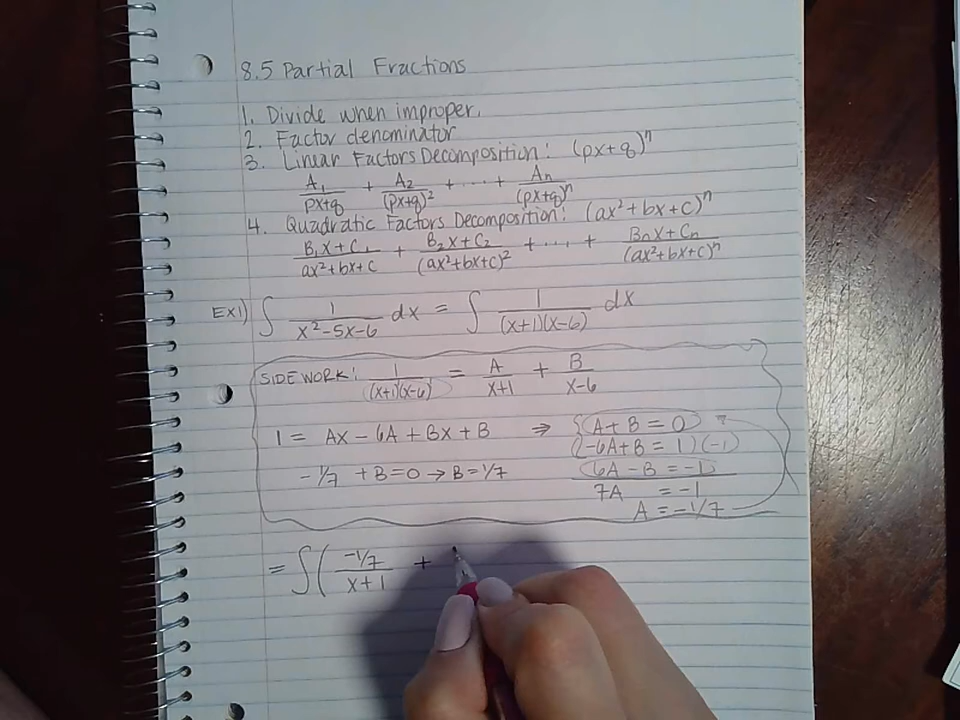 8.5 Partial Fractions
1. Divide when improper.
2. Factor denominator
3. Linear Factors Decomposition: (px+q)^n
A₁/(px+q) + A₂/(px+q)² + ... + Aₙ/(px+q)^n
4. Quadratic Factors Decomposition: (ax²+bx+c)^n
(B₁x+C₁)/(ax²+bx+c) + (B₂x+C₂)/(ax²+bx+c)² + ... + (Bₙx+Cₙ)/(ax²+bx+c)^n
EX1) ∫ 1/(x²-5x-6) dx = ∫ 1/((x+1)(x-6)) dx
SIDEWORK: 1/((x+1)(x-6)) = A/(x+1) + B/(x-6)
1 = Ax - 6A + Bx + B ⇒ { A+B=0
(-6A+B = 1)(-1)
-1/7 + B=0 → B=1/7
6A - B = -1
7A = -1
A = -1/7
= ∫ ( (-1/7)/(x+1) +